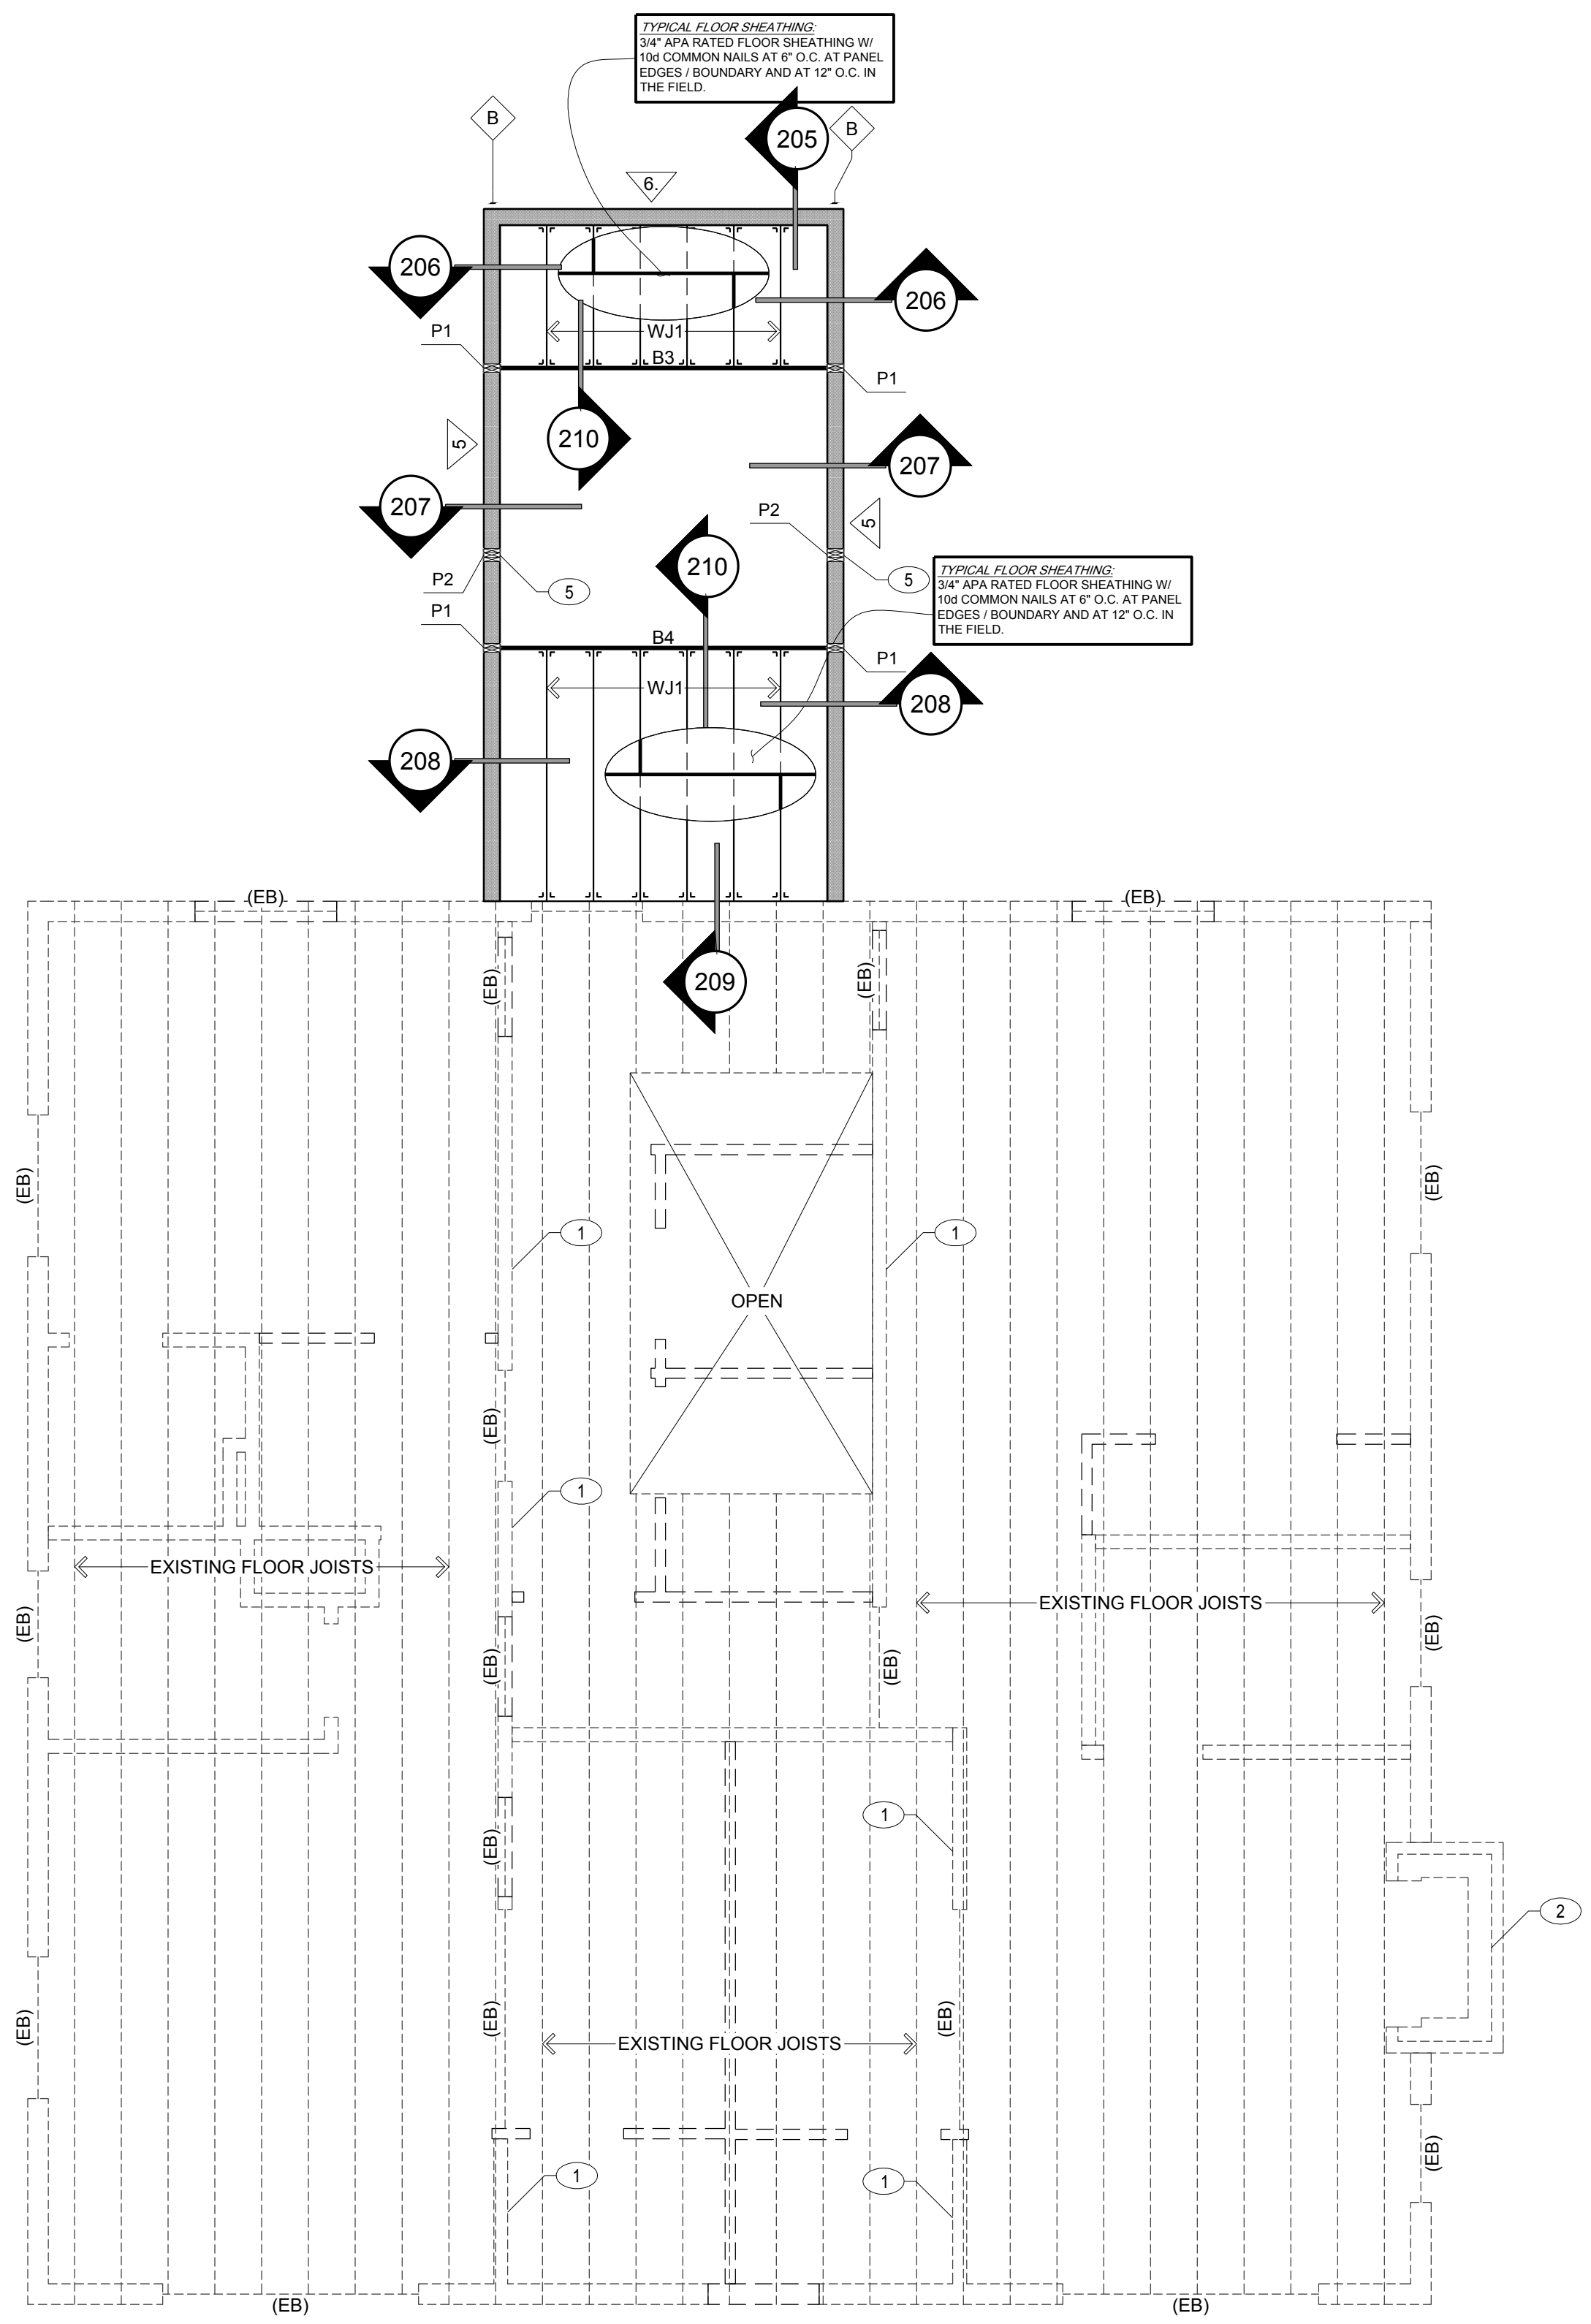 TYPICAL FLOOR SHEATHING:
3/4" APA RATED FLOOR SHEATHING W/
10d COMMON NAILS AT 6" O.C. AT PANEL
EDGES / BOUNDARY AND AT 12" O.C. IN
THE FIELD.
B
205
B
6.
206
206
WJ1
P1
B3
P1
210
5
207
207
P2
5
210
P2
5
5
TYPICAL FLOOR SHEATHING:
3/4" APA RATED FLOOR SHEATHING W/
10d COMMON NAILS AT 6" O.C. AT PANEL
EDGES / BOUNDARY AND AT 12" O.C. IN
THE FIELD.
P1
B4
P1
WJ1
208
208
(EB)
(EB)
(EB)
209
(EB)
(EB)
(EB)
1
1
OPEN
(EB)
1
EXISTING FLOOR JOISTS
EXISTING FLOOR JOISTS
(EB)
(EB)
(EB)
(EB)
1
(EB)
2
(EB)
(EB)
(EB)
EXISTING FLOOR JOISTS
(EB)
1
1
(EB)
(EB)